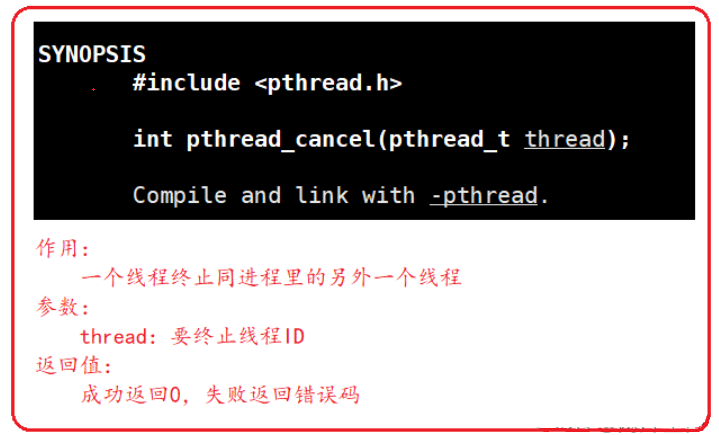 SYNOPSIS
#include <pthread.h>
int pthread_cancel(pthread_t thread);
Compile and link with -pthread.
作用：
一个线程终止同进程里的另外一个线程
参数：
thread：要终止线程ID
返回值：
成功返回0，失败返回错误码